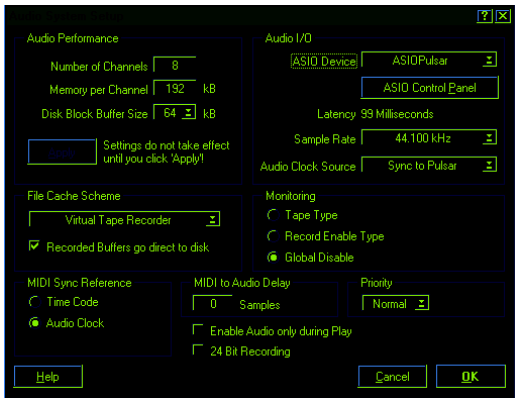 Audio Performance
Number of Channels 8
Memory per Channel 192 kB
Disk Block Buffer Size 64 kB
Settings do not take effect
until you click 'Apply'!
Audio I/O
ASIO Device ASIOPulsar
ASIO Control Panel
Latency 99 Milliseconds
Sample Rate 44.100 kHz
Audio Clock Source Sync to Pulsar
File Cache Scheme
Virtual Tape Recorder
Recorded Buffers go direct to disk
Monitoring
Tape Type
Record Enable Type
Global Disable
MIDI Sync Reference
Time Code
Audio Clock
MIDI to Audio Delay
0 Samples
Priority
Normal
Enable Audio only during Play
24 Bit Recording
Help
Cancel
OK